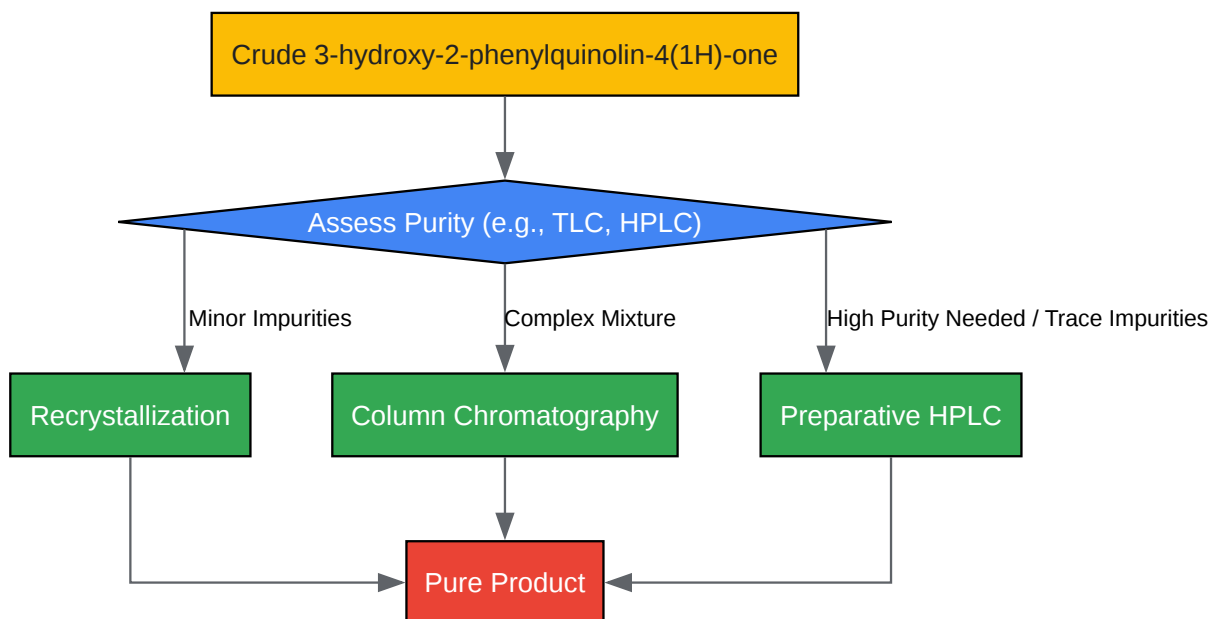 Crude 3-hydroxy-2-phenylquinolin-4(1H)-one
Assess Purity (e.g., TLC, HPLC)
Minor Impurities
Complex Mixture
High Purity Needed / Trace Impurities
Recrystallization
Column Chromatography
Preparative HPLC
Pure Product